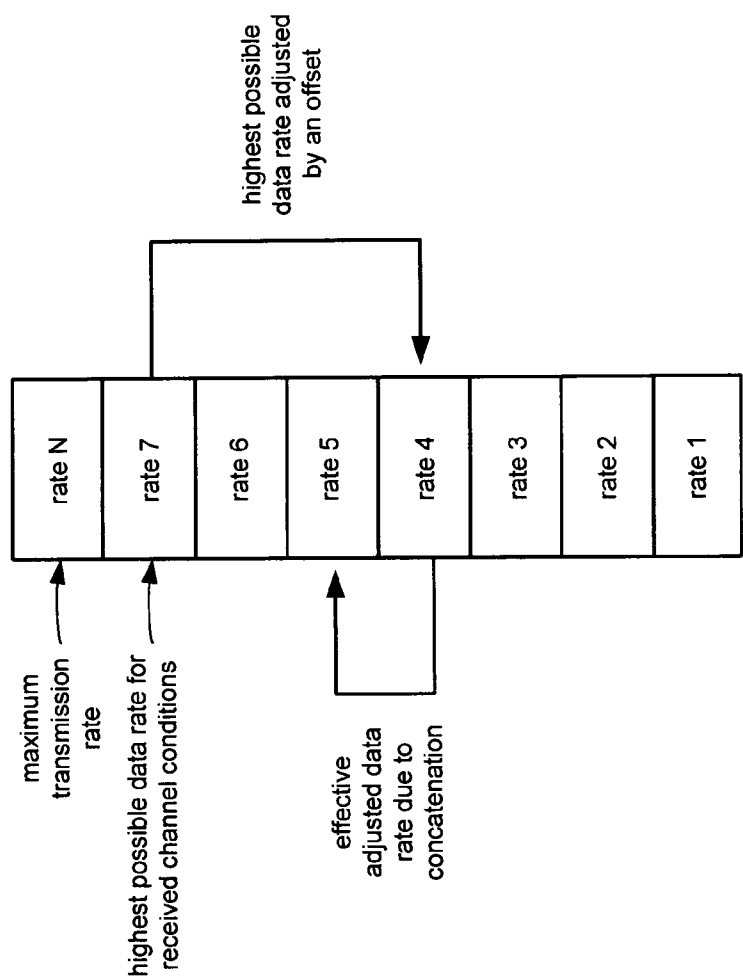 maximum
transmission
rate
highest possible data rate for
received channel conditions
effective
adjusted data
rate due to
concatenation
rate N
rate 7
rate 6
rate 5
rate 4
rate 3
rate 2
rate 1
highest possible
data rate adjusted
by an offset